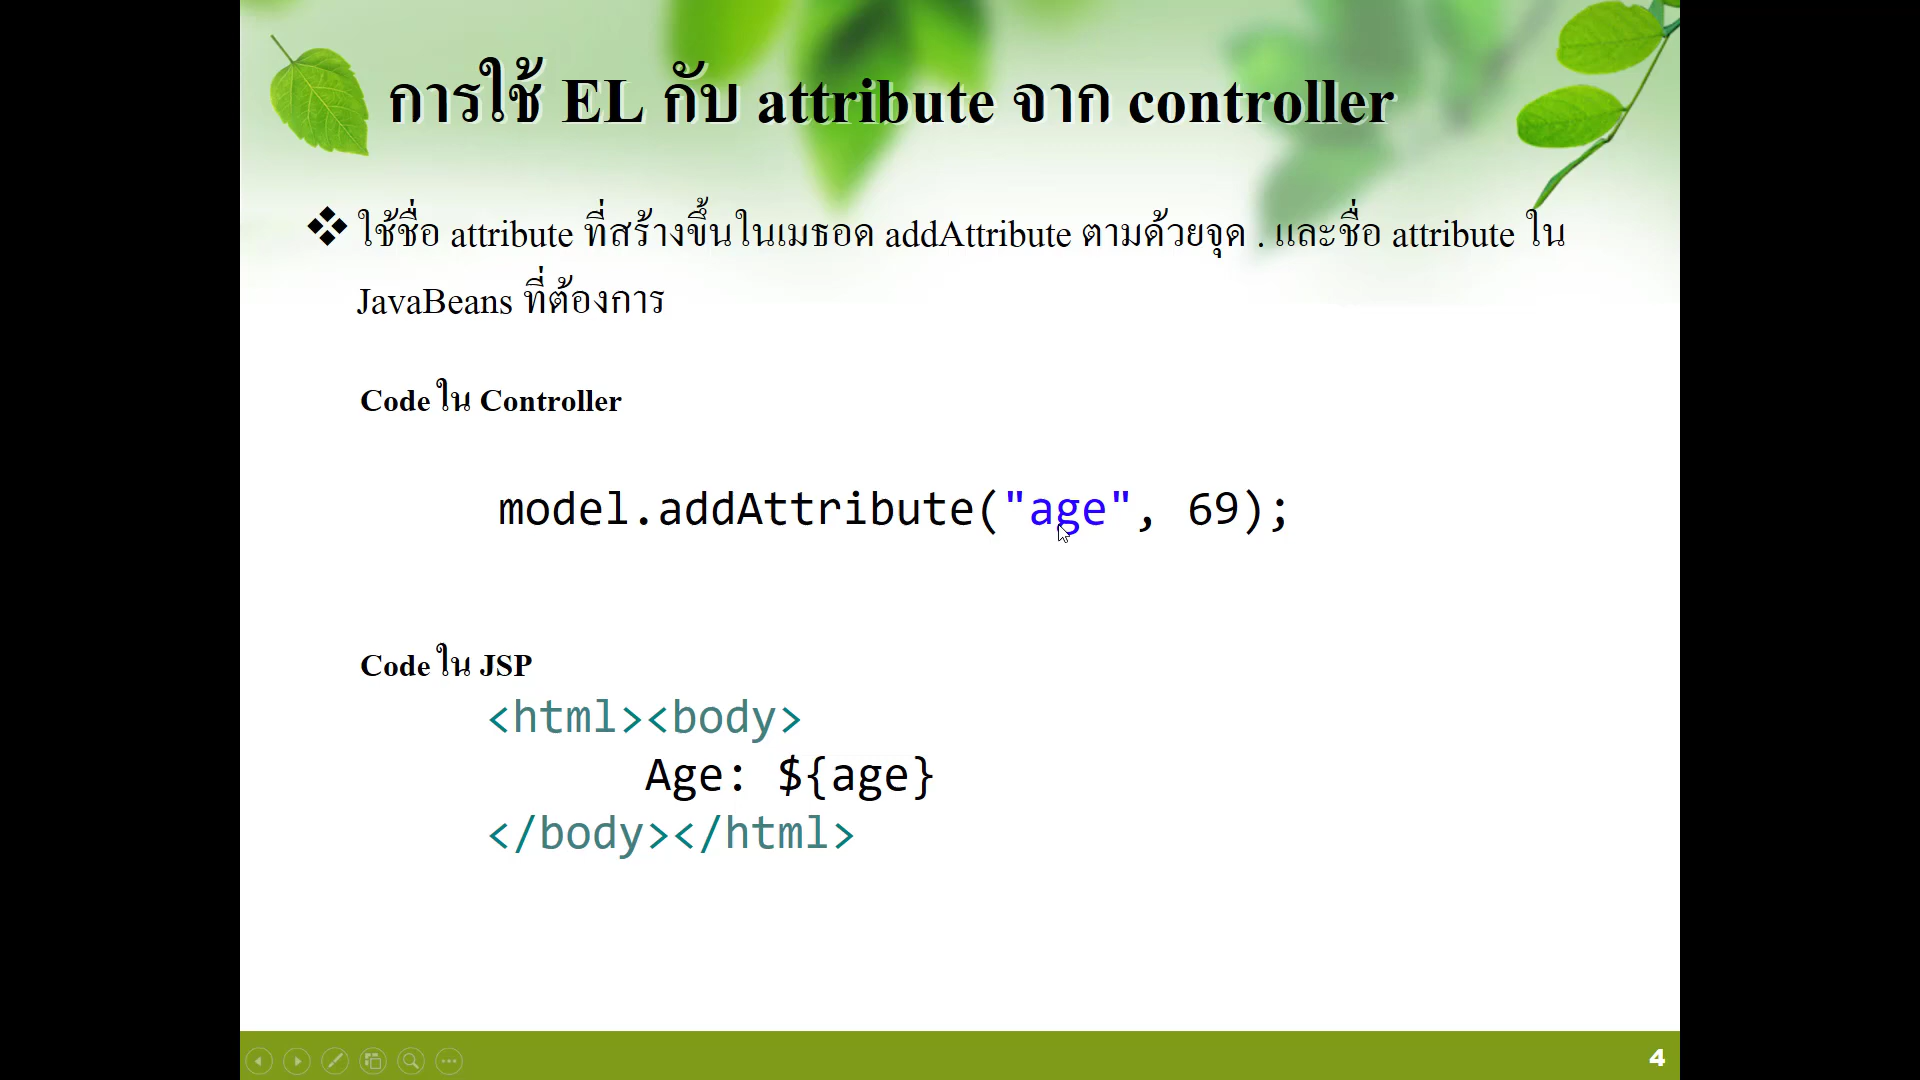 การใช้ EL กับ attribute จาก controller
❖ ใช้ชื่อ attribute ที่สร้างขึ้นในเมธอด addAttribute ตามด้วยจุด . และชื่อ attribute ใน
JavaBeans ที่ต้องการ
Code ใน Controller
model.addAttribute("age", 69);
Code ใน JSP
<html><body>
Age: ${age}
</body></html>
4